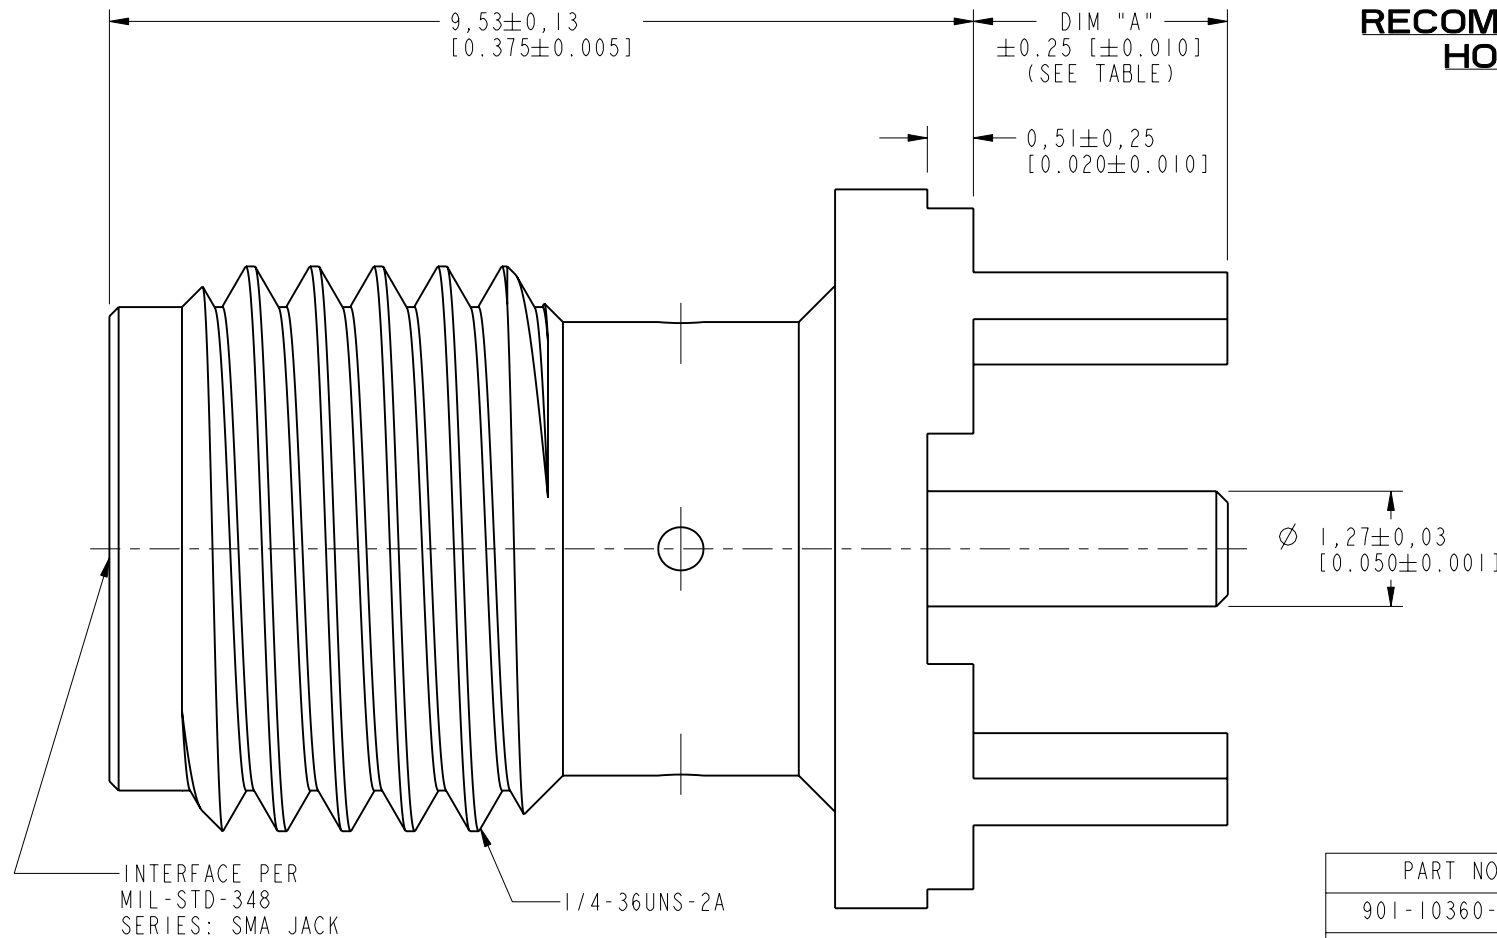 9,53±0,13
[0.375±0.005]
DIM "A"
±0.25 [±0.010]
(SEE TABLE)
RECOM
HO
0,51±0,25
[0.020±0.010]
Ø 1,27±0,03
[0.050±0.001]
INTERFACE PER
MIL-STD-348
SERIES: SMA JACK
1/4-36UNS-2A
PART NO
901-10360-